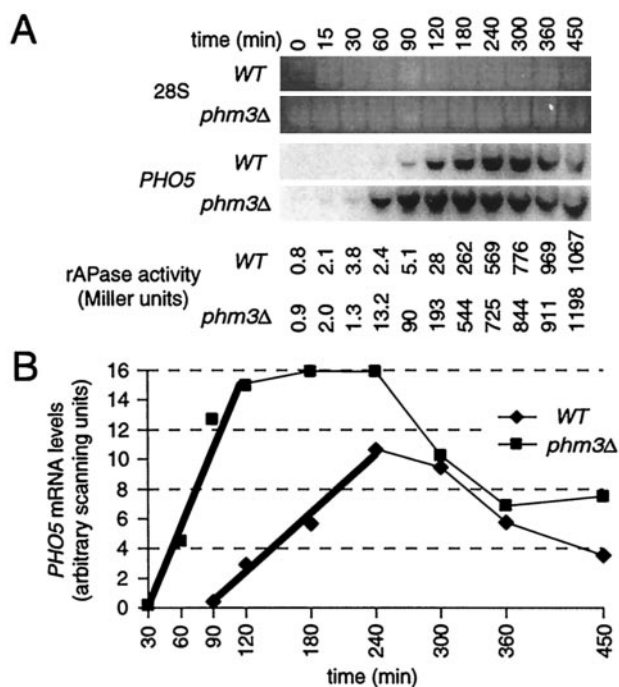 A
time (min) 0 15 30 60 90 120 180 240 300 360 450
28S
WT
phm3Δ
PHO5
WT
phm3Δ
rAPase activity
(Miller units)
WT 0.8 2.1 3.8 2.4 5.1 28 262 569 776 969 1067
phm3Δ 0.9 2.0 1.3 13.2 90 193 544 725 844 911 1198
B
PHO5 mRNA levels
(arbitrary scanning units)
16
14
12
10
8
6
4
2
0
WT
phm3Δ
30 60 90 120 180 240 300 360 450
time (min)